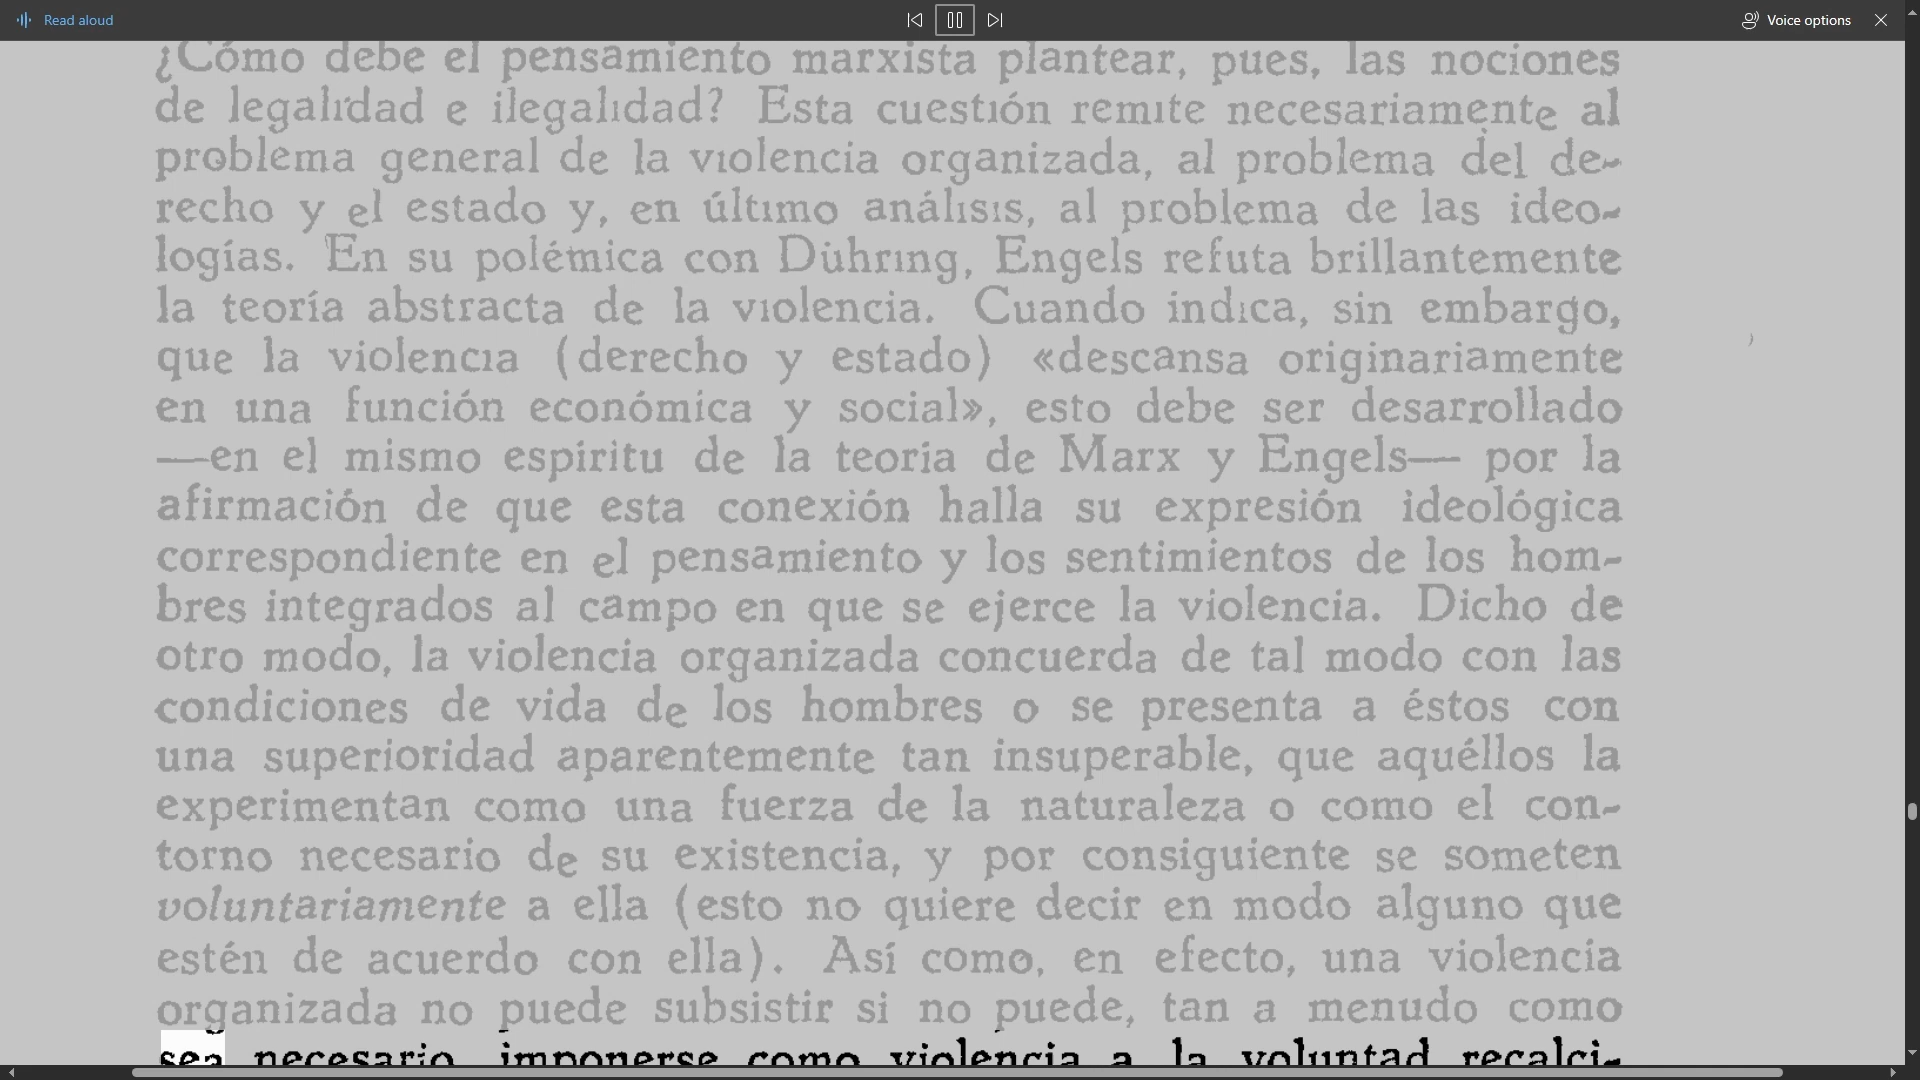 Read aloud
Voice options
¿Cómo debe el pensamiento marxista plantear, pues, las nociones
de legalidad e ilegalidad? Esta cuestión remite necesariamente al
problema general de la violencia organizada, al problema del de-
recho y el estado y, en último análisis, al problema de las ideo-
logías. En su polémica con Dühring, Engels refuta brillantemente
la teoría abstracta de la violencia. Cuando indica, sin embargo,
que la violencia (derecho y estado) «descansa originariamente
en una función económica y social», esto debe ser desarrollado
—en el mismo espíritu de la teoría de Marx y Engels— por la
afirmación de que esta conexión halla su expresión ideológica
correspondiente en el pensamiento y los sentimientos de los hom-
bres integrados al campo en que se ejerce la violencia. Dicho de
otro modo, la violencia organizada concuerda de tal modo con las
condiciones de vida de los hombres o se presenta a éstos con
una superioridad aparentemente tan insuperable, que aquéllos la
experimentan como una fuerza de la naturaleza o como el con-
torno necesario de su existencia, y por consiguiente se someten
voluntariamente a ella (esto no quiere decir en modo alguno que
estén de acuerdo con ella). Así como, en efecto, una violencia
organizada no puede subsistir si no puede, tan a menudo como
sea necesario, imponerse como violencia a la voluntad recalci-